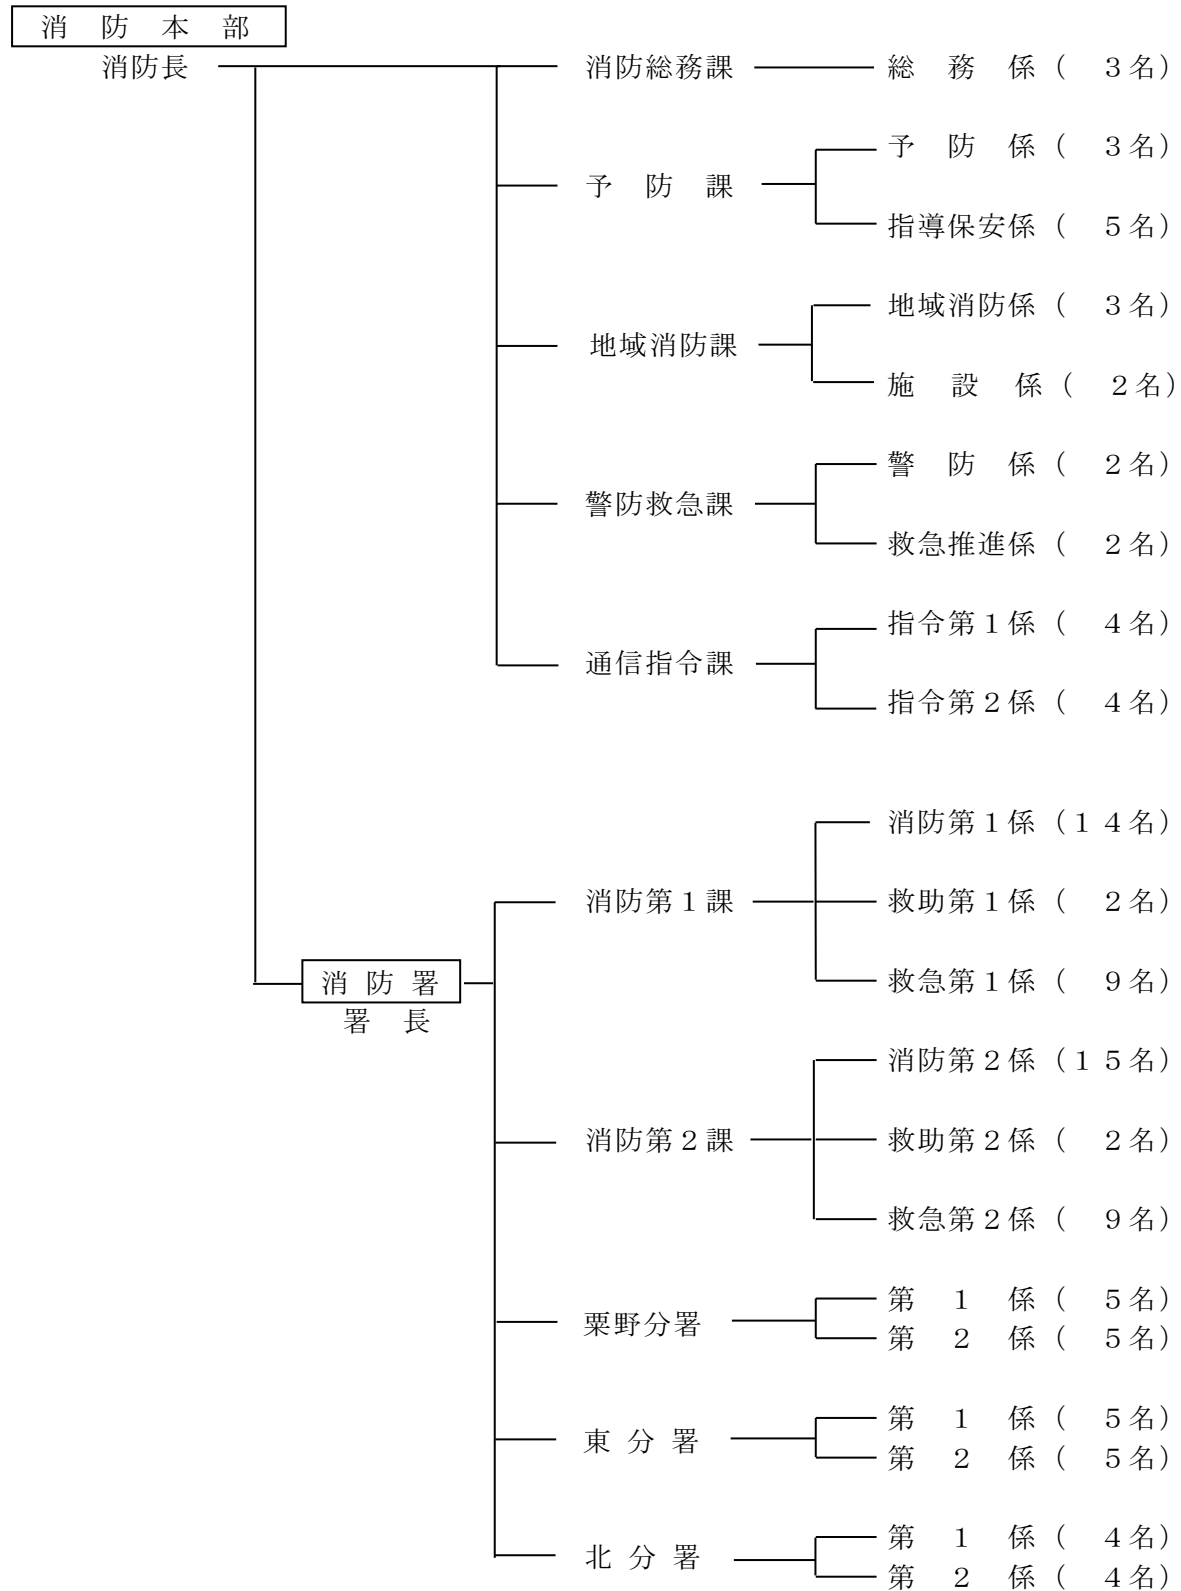 消防本部
消防長 消防総務課 総務係（ 3名）
予防係（ 3名）
予防課
指導保安係（ 5名）
地域消防係（ 3名）
地域消防課
施設係（ 2名）
警防係（ 2名）
警防救急課
救急推進係（ 2名）
指令第１係（ 4名）
通信指令課
指令第２係（ 4名）
消防第１係（１４名）
消防第１課 救助第１係（ 2名）
消防署 救急第１係（ 9名）
署長
消防第２係（１５名）
消防第２課 救助第２係（ 2名）
救急第２係（ 9名）
第１係（ 5名）
粟野分署
第２係（ 5名）
第１係（ 5名）
東分署
第２係（ 5名）
第１係（ 4名）
北分署
第２係（ 4名）